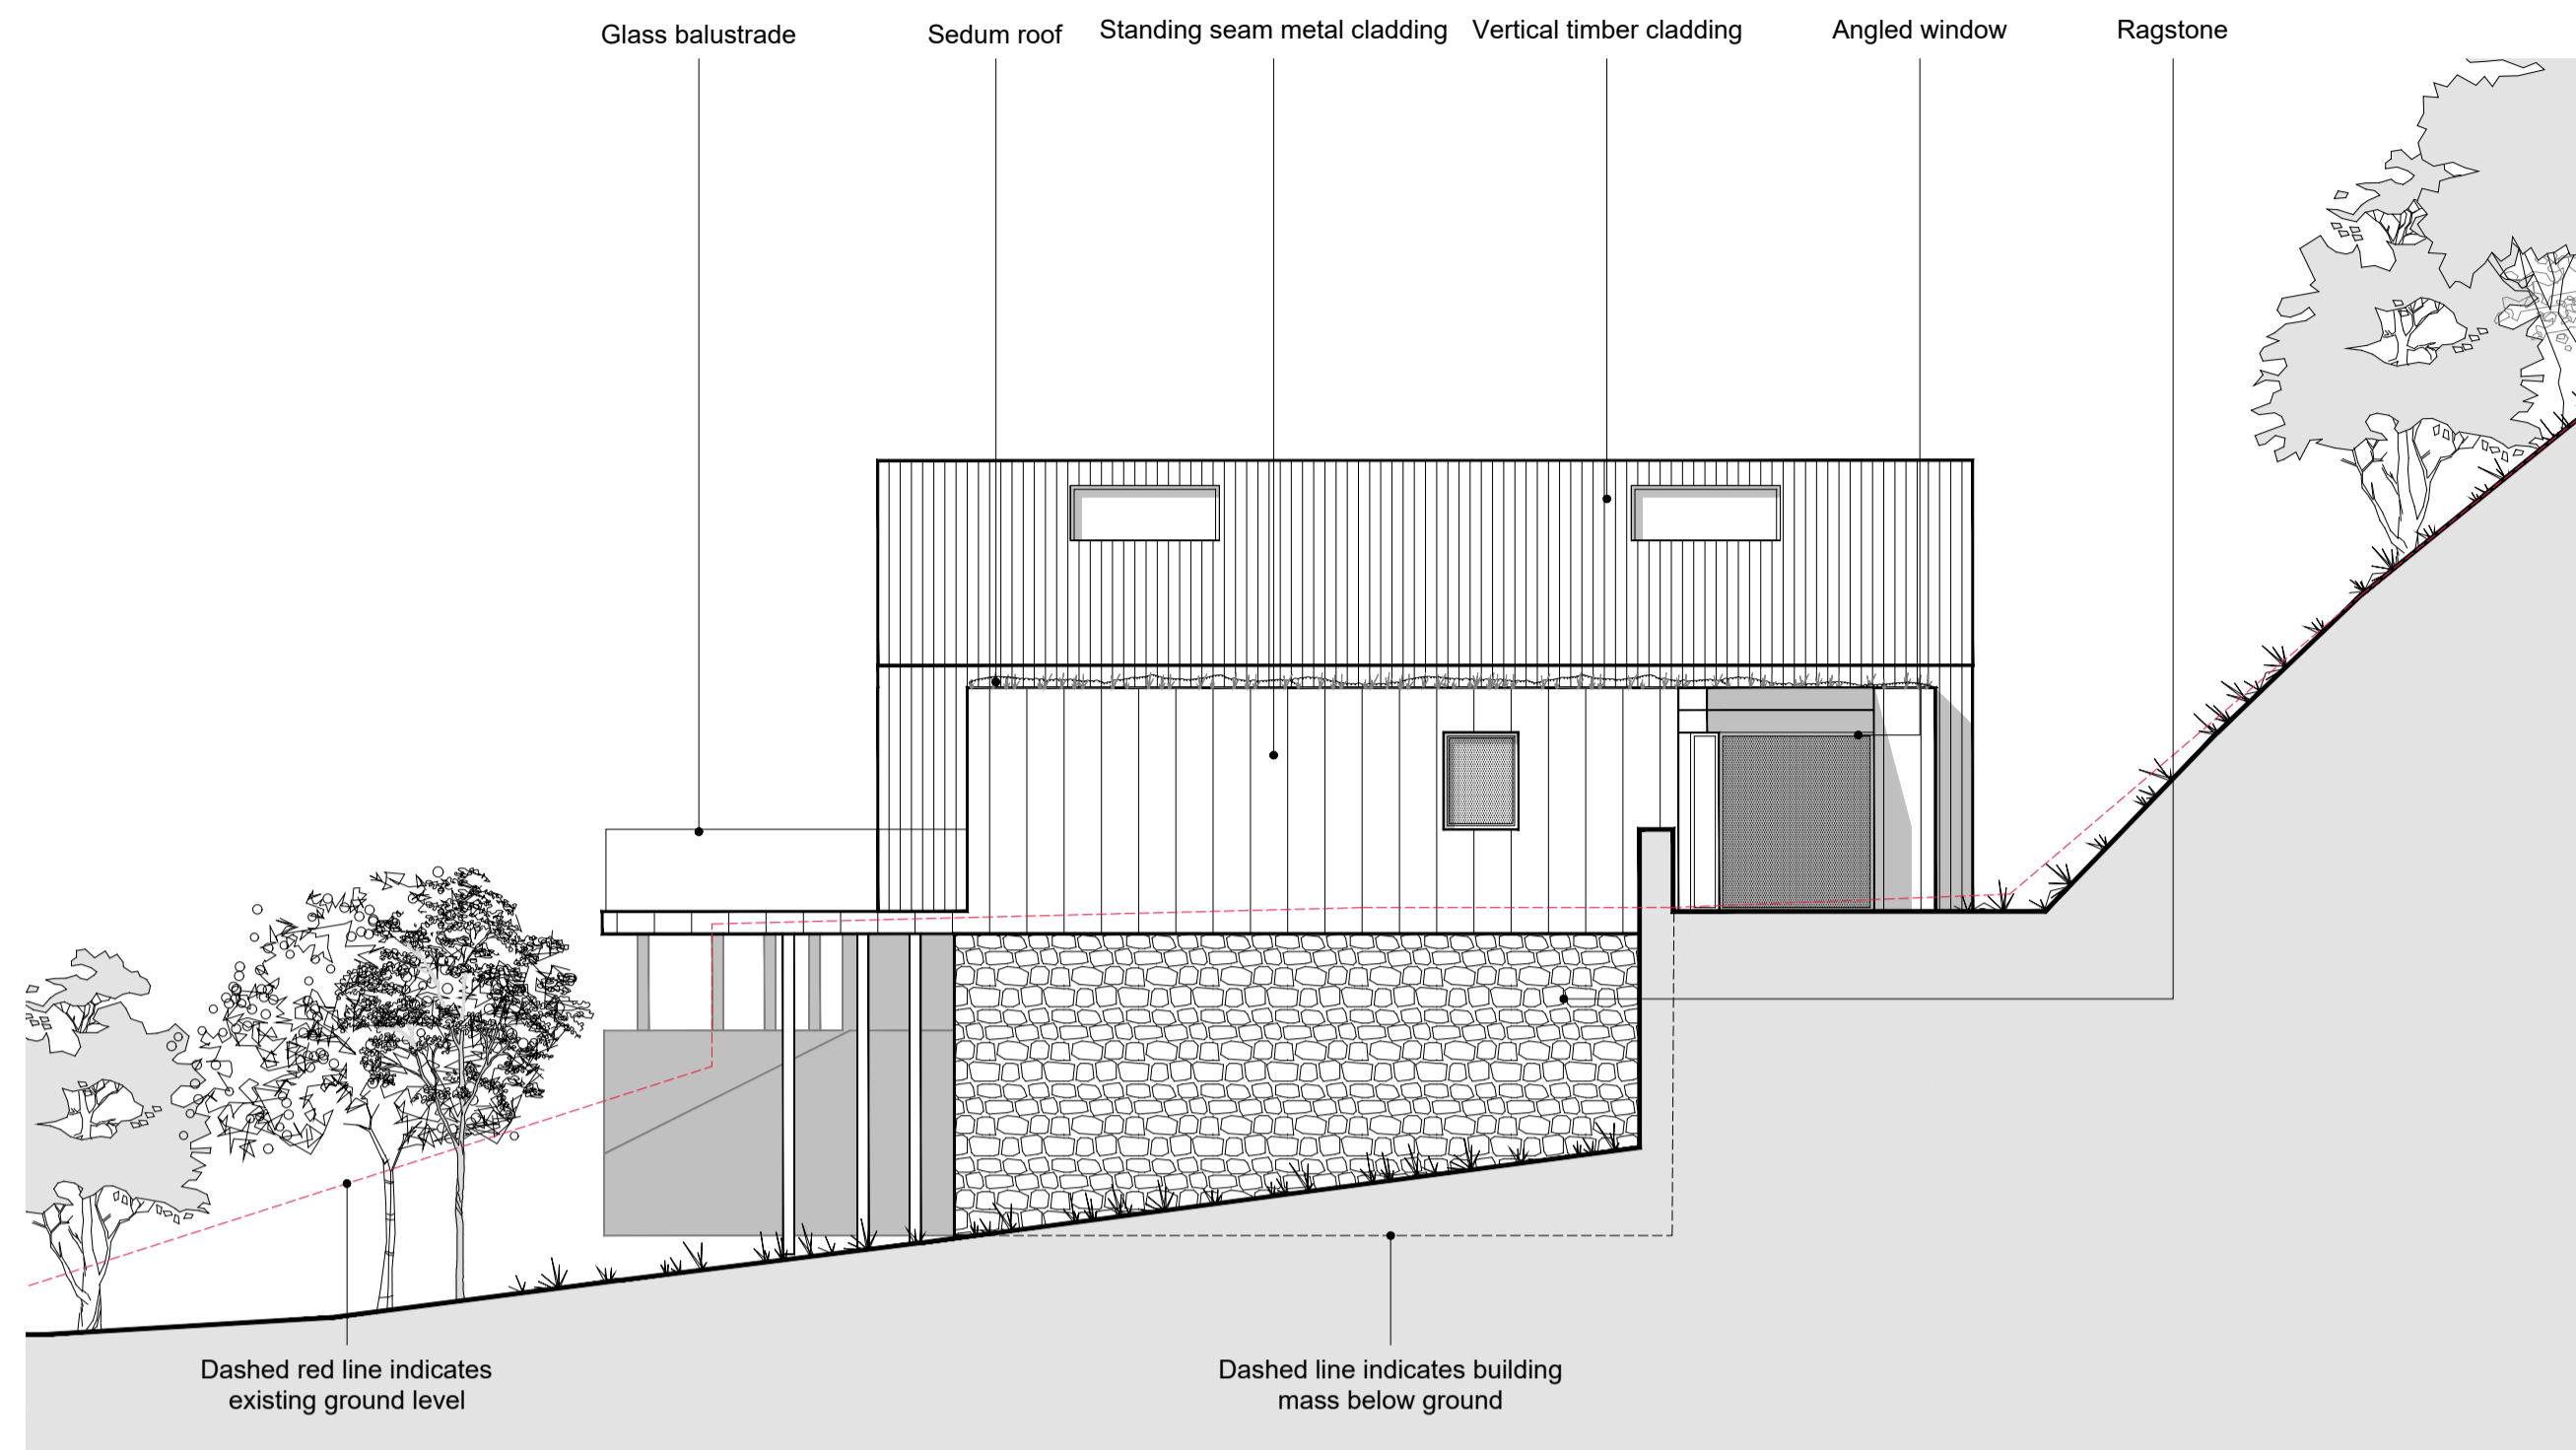 Glass balustrade
Sedum roof
Standing seam metal cladding
Vertical timber cladding
Angled window
Ragstone
Dashed red line indicates
existing ground level
Dashed line indicates building
mass below ground